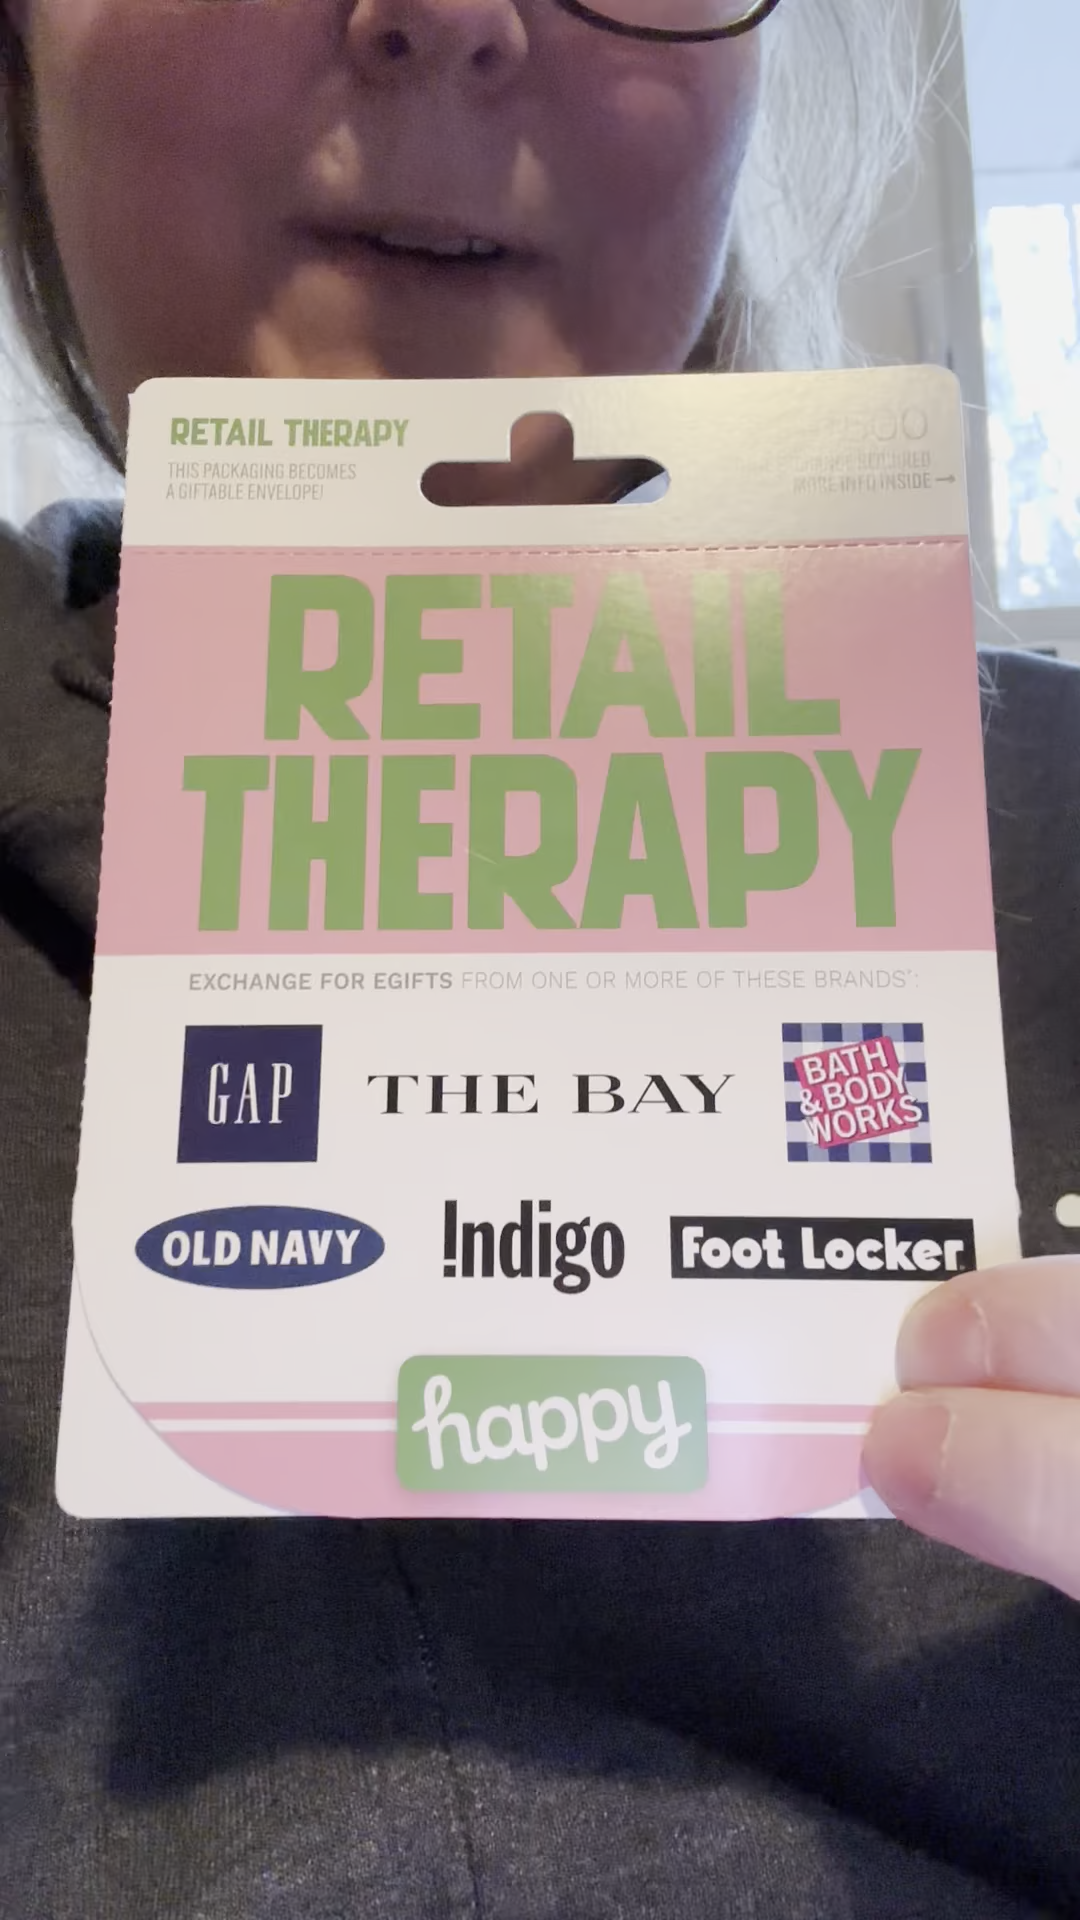 RETAIL THERAPY
THIS PACKAGING BECOMES
A GIFTABLE ENVELOPE!
REQUIRED
MORE INFO INSIDE →
RETAIL
THERAPY
EXCHANGE FOR EGIFTS FROM ONE OR MORE OF THESE BRANDS*:
GAP
THE BAY
BATH
& BODY
WORKS
OLD NAVY
!ndigo
Foot Locker
happy